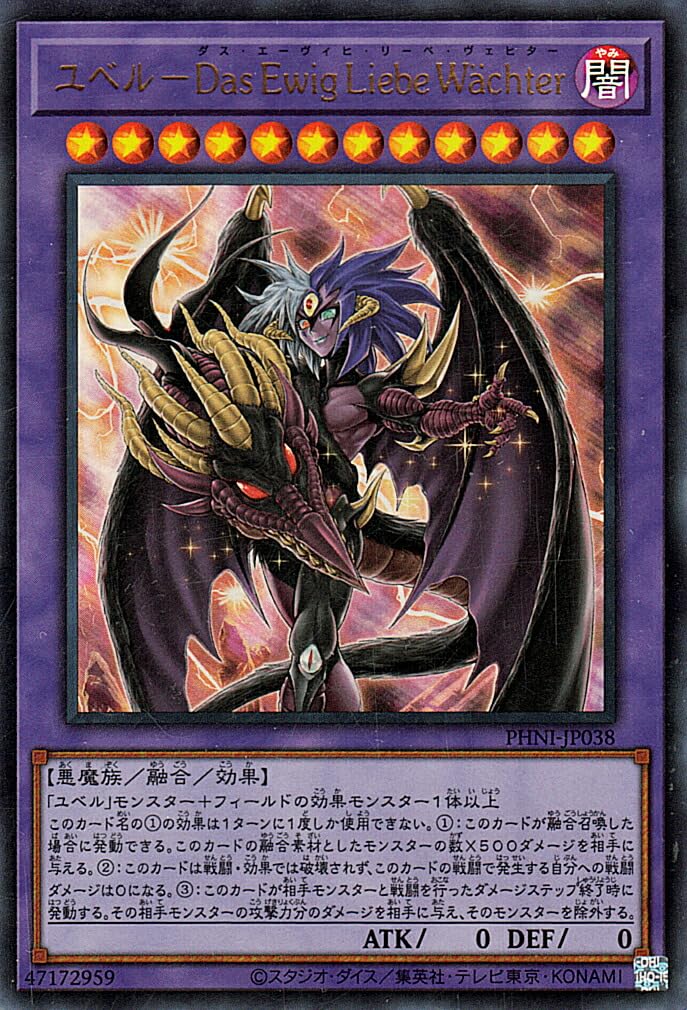 ダス・エーヴィヒ・リーベ・ヴェヒター
ユベル－Das Ewig Liebe Wächter
やみ
闇
PHNI-JP038
【悪魔族／融合／効果】
「ユベル」モンスター＋フィールドの効果モンスター１体以上
このカード名の①の効果は１ターンに１度しか使用できない。①：このカードが融合召喚した
場合に発動できる。このカードの融合素材としたモンスターの数×５００ダメージを相手に
与える。②：このカードは戦闘・効果では破壊されず、このカードの戦闘で発生する自分への戦闘
ダメージは０になる。③：このカードが相手モンスターと戦闘を行ったダメージステップ終了時に
発動する。その相手モンスターの攻撃力分のダメージを相手に与え、そのモンスターを除外する。
ATK/ 0 DEF/ 0
47172959
©スタジオ・ダイス／集英社・テレビ東京・KONAMI